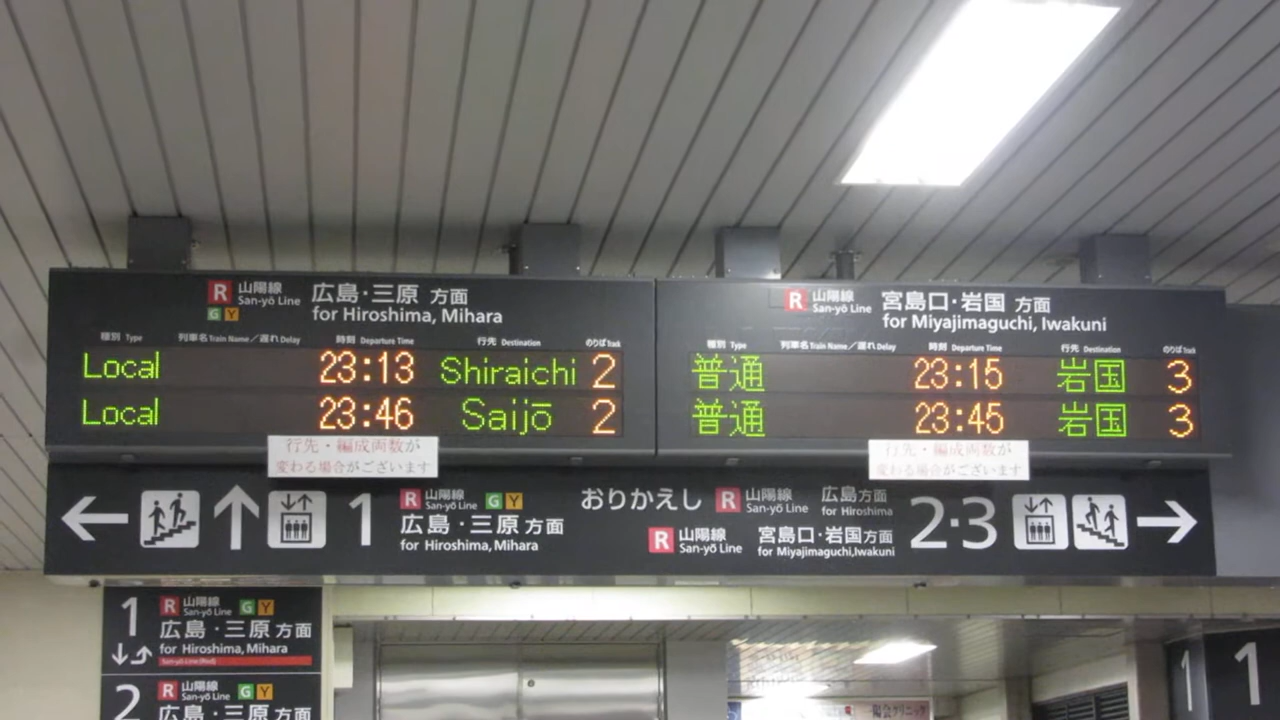 R 山陽線 San-yō Line G Y 広島・三原 方面 for Hiroshima, Mihara
種別 Type 列車名 Train Name/遅れ Delay 時刻 Departure Time 行先 Destination のりば Track
Local 23:13 Shiraichi 2
Local 23:46 Saijō 2
行先・編成両数が
変わる場合がございます
R 山陽線 San-yō Line 宮島口・岩国 方面 for Miyajimaguchi, Iwakuni
種別 Type 列車名 Train Name/遅れ Delay 時刻 Departure Time 行先 Destination のりば Track
普通 23:15 岩国 3
普通 23:45 岩国 3
行先・編成両数が
変わる場合がございます
1 R 山陽線 San-yō Line G Y
広島・三原 方面
for Hiroshima, Mihara
おりかえし R 山陽線 San-yō Line 広島方面 for Hiroshima
R 山陽線 San-yō Line 宮島口・岩国方面 for Miyajimaguchi,Iwakuni
2・3
1 R 山陽線 San-yō Line G Y
広島・三原 方面
for Hiroshima, Mihara
San-yō Line (Red)
2 R 山陽線 San-yō Line G Y
広島・三原 方面
1
1